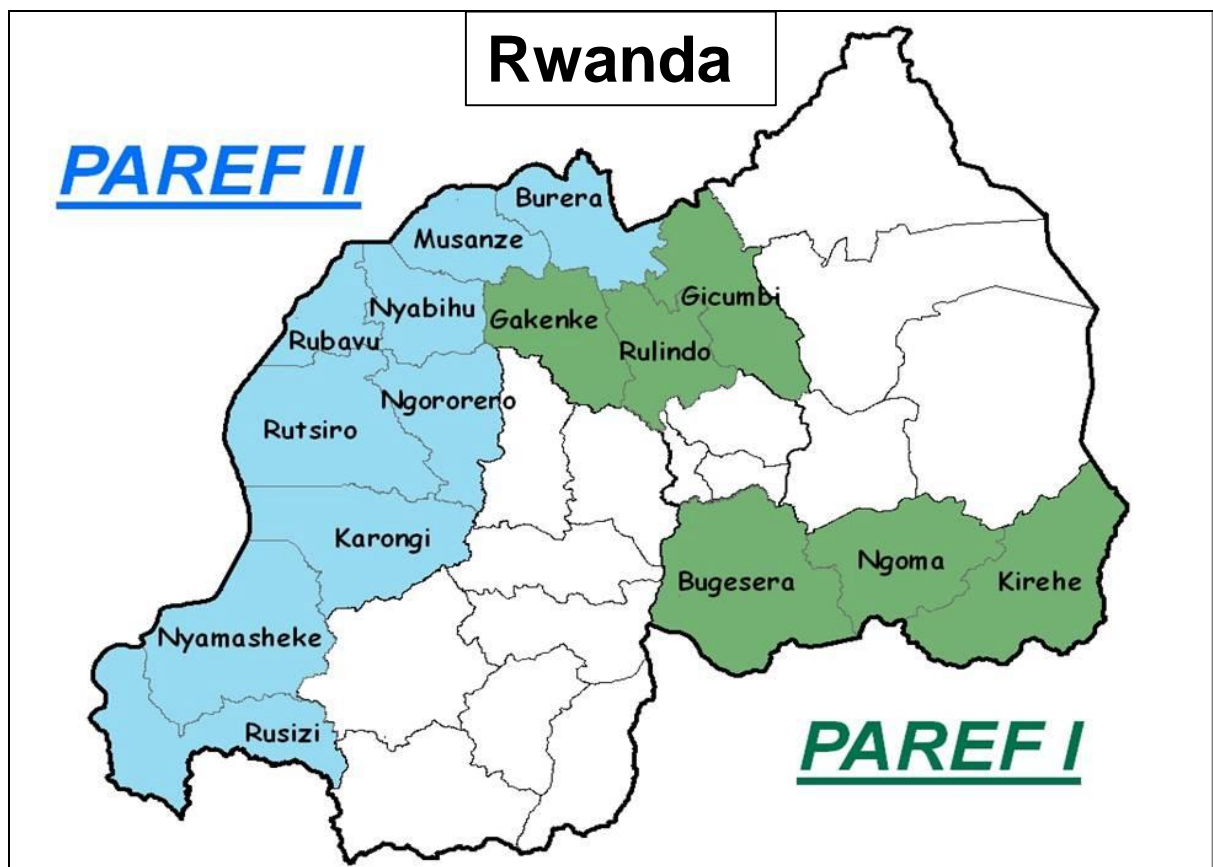 Rwanda
PAREF II
Burera
Musanze
Nyabihu
Gakenke
Gicumbi
Rubavu
Rulindo
Ngororero
Rutsiro
Karongi
Ngoma
Bugesera
Kirehe
Nyamasheke
Rusizi
PAREF I